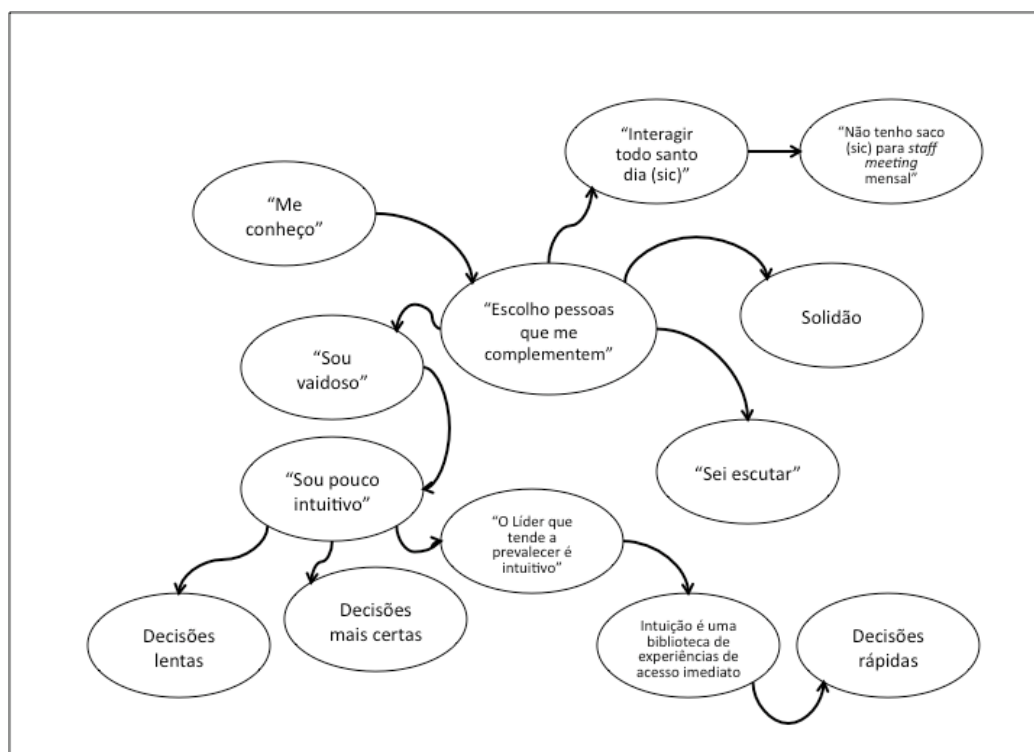 “Interagir
todo santo
dia (sic)”
“Não tenho saco
(sic) para staff
meeting
mensal”
“Me
conheço”
“Escolho pessoas
que me
complementem”
Solidão
“Sou
vaidoso”
“Sei escutar”
“Sou pouco
intuitivo”
“O Líder que
tende a
prevalecer é
intuitivo”
Decisões
lentas
Decisões
mais certas
Intuição é uma
biblioteca de
experiências de
acesso imediato
Decisões
rápidas